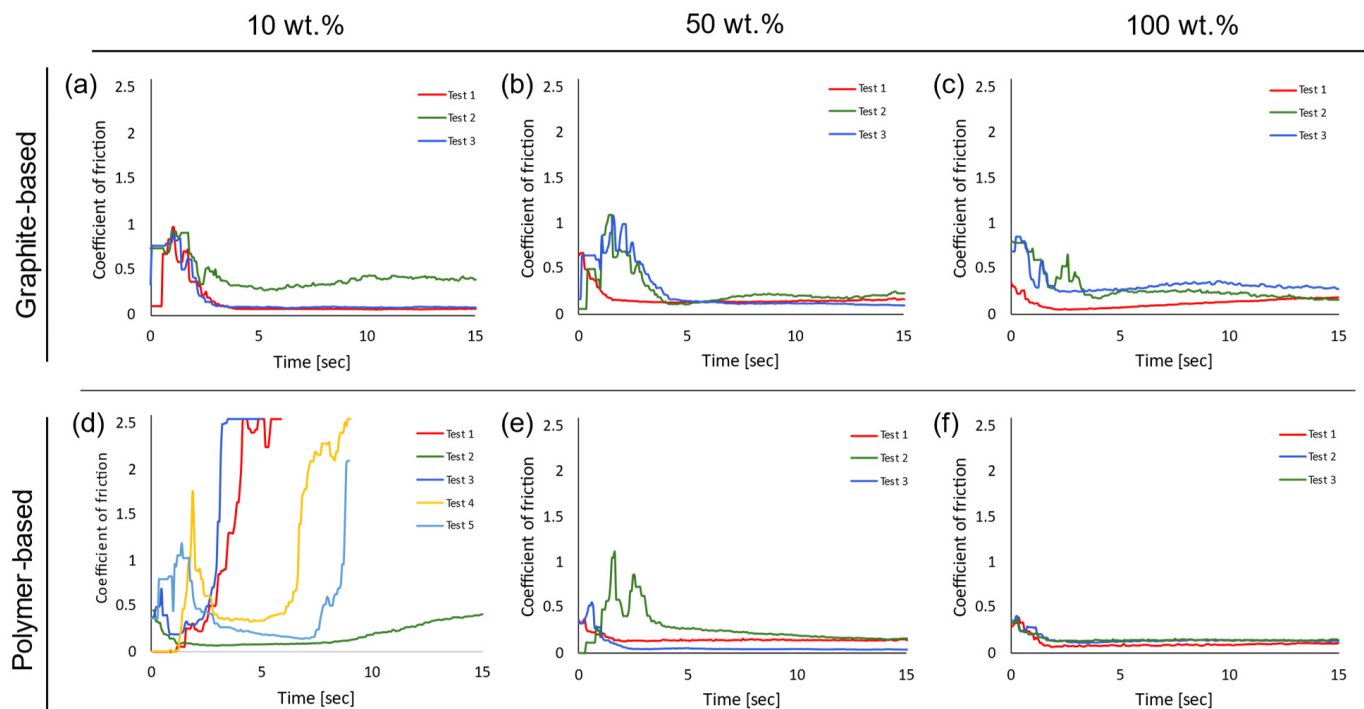 10 wt.% 50 wt.% 100 wt.%
Graphite-based
(a)
Coefficient of friction
2.5
2
1.5
1
0.5
0
0 5 10 15
Time [sec]
Test 1
Test 2
Test 3
(b)
Coefficient of friction
2.5
2
1.5
1
0.5
0
0 5 10 15
Time [sec]
Test 1
Test 2
Test 3
(c)
Coefficient of friction
2.5
2
1.5
1
0.5
0
0 5 10 15
Time [sec]
Test 1
Test 2
Test 3
Polymer-based
(d)
Coefficient of friction
2.5
2
1.5
1
0.5
0
0 5 10 15
Time [sec]
Test 1
Test 2
Test 3
Test 4
Test 5
(e)
Coefficient of friction
2.5
2
1.5
1
0.5
0
0 5 10 15
Time [sec]
Test 1
Test 2
Test 3
(f)
Coefficient of friction
2.5
2
1.5
1
0.5
0
0 5 10 15
Time [sec]
Test 1
Test 2
Test 3